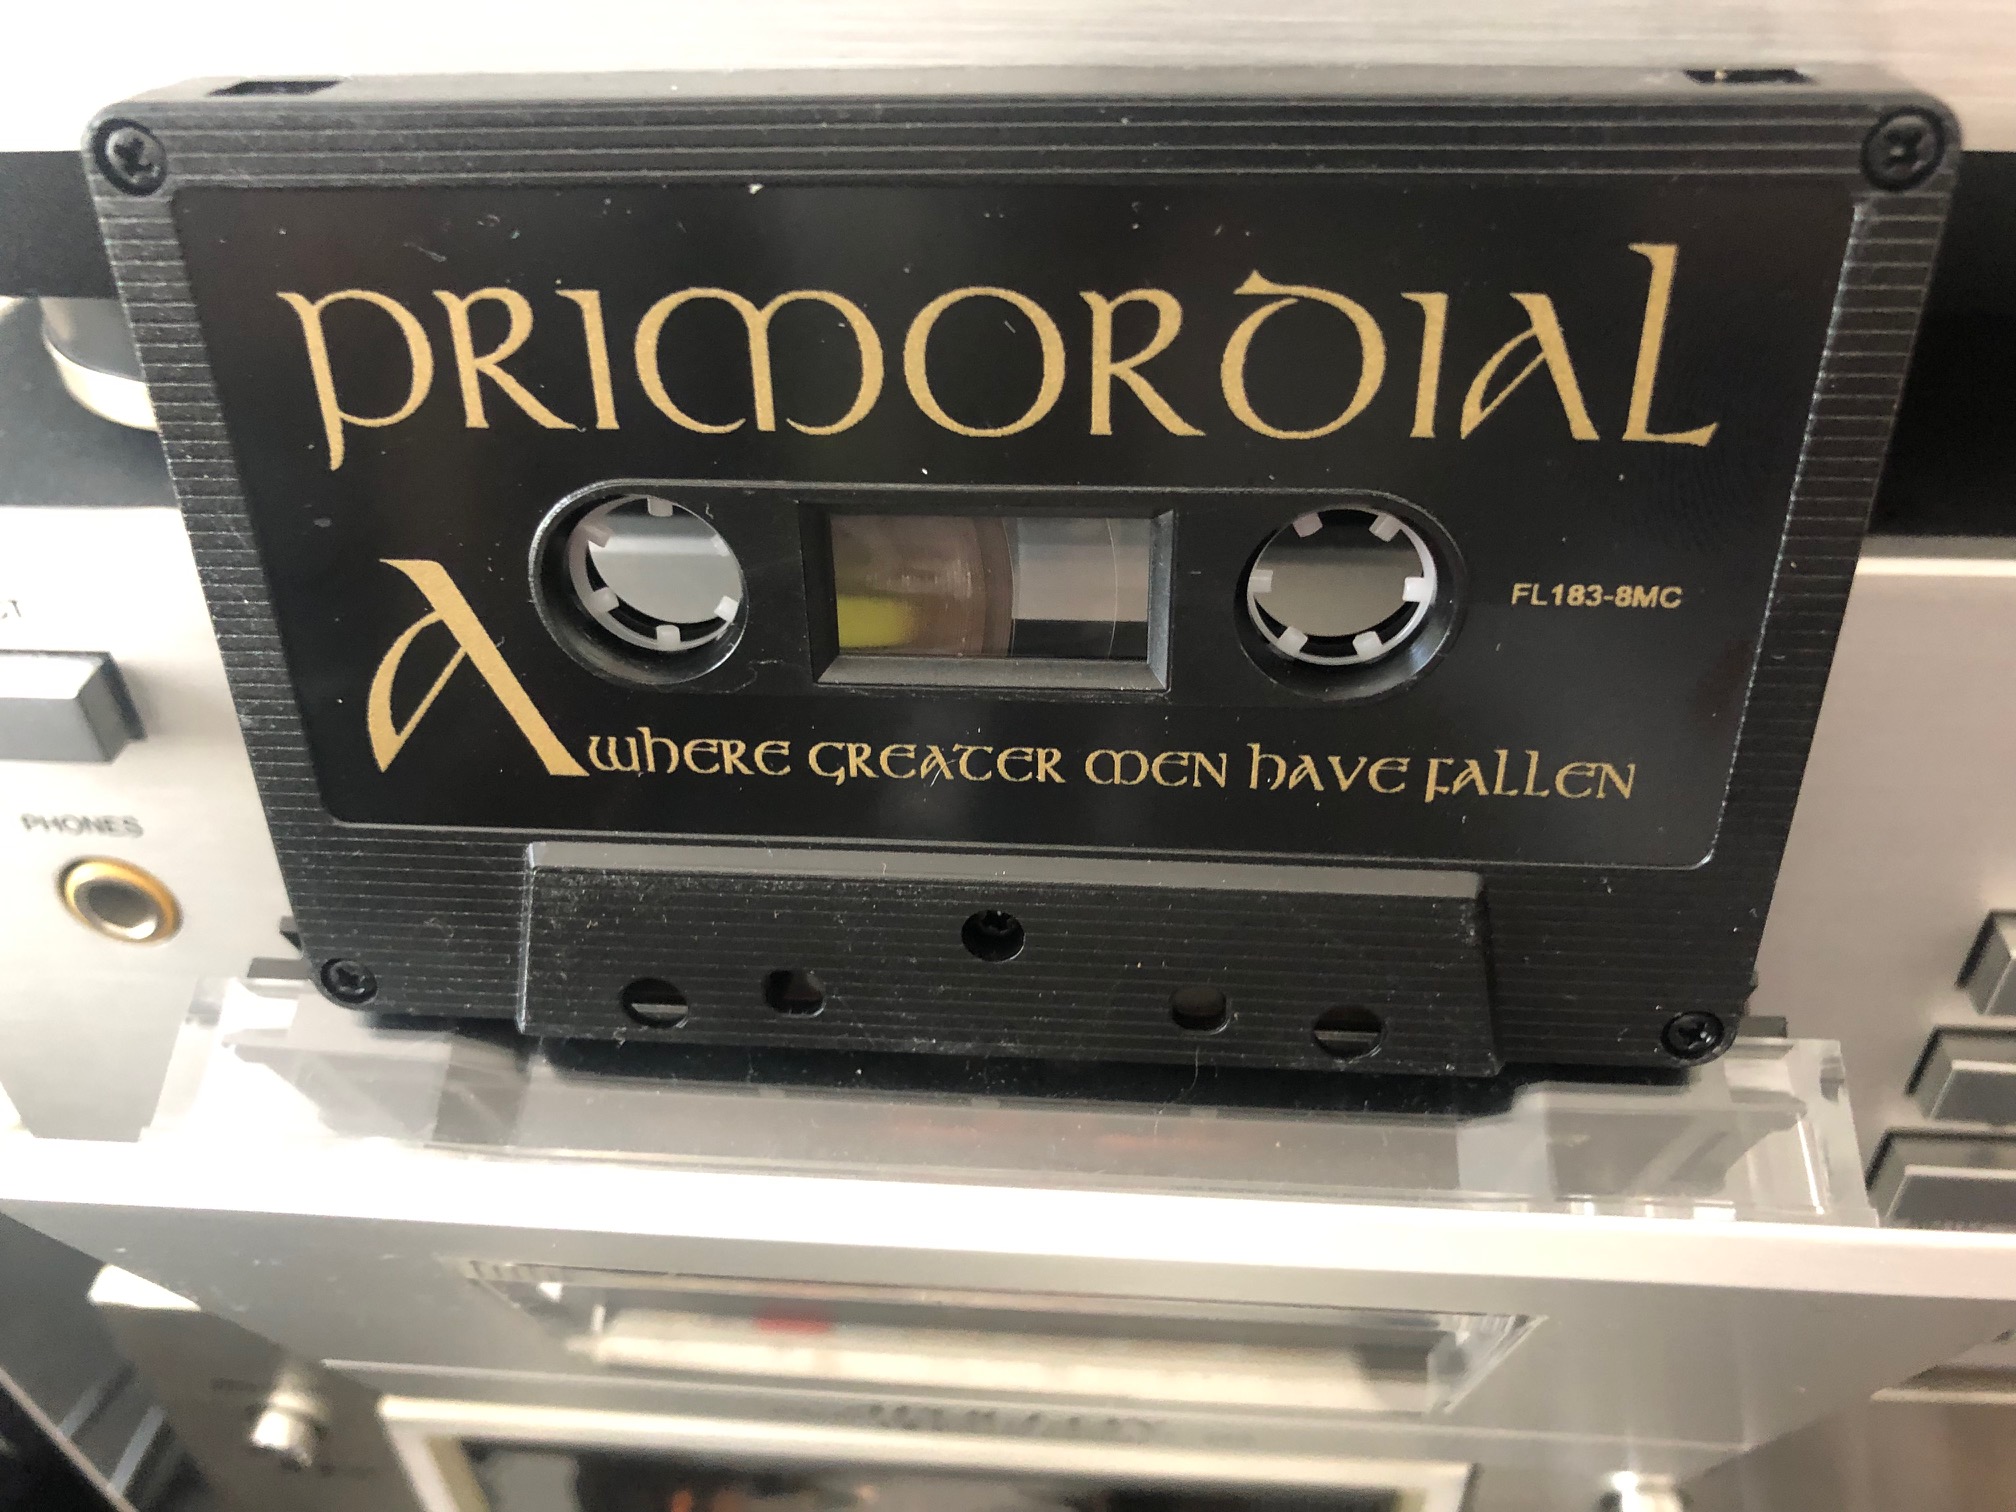 PRIMORDIAL
A
FL183-8MC
WHERE GREATER MEN HAVE FALLEN
PHONES